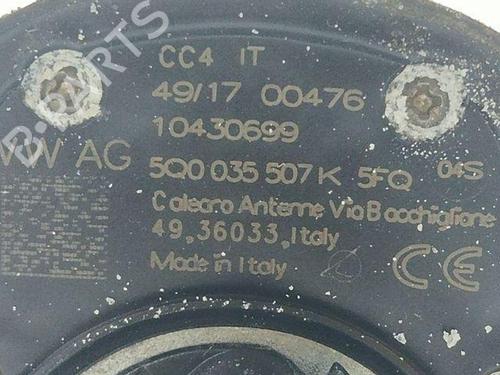 CC4 IT
49/17 00476
10430699
VW AG 5Q0 035 507 K 5FQ 04S
Calearo Antenne Via Bacchiglione
49,36033,Italy
Made in Italy CE
B-PARTS